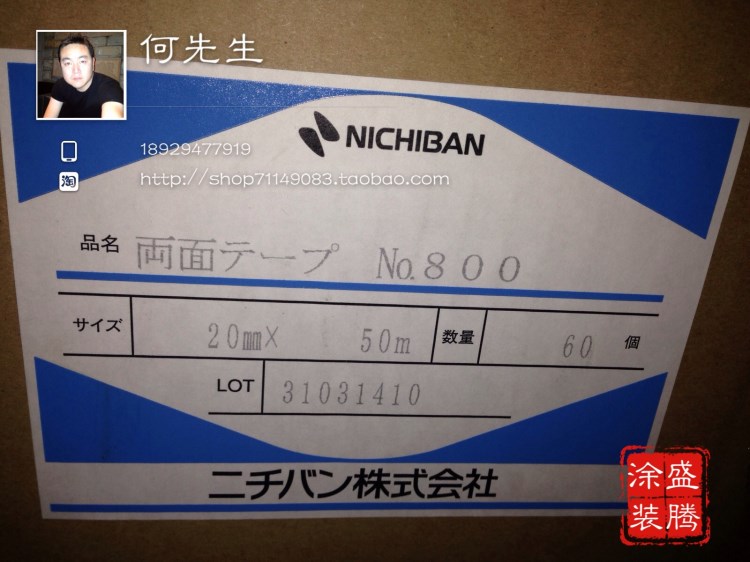 何先生
18929477919
http://shop71149083.taobao.com
淘
NICHIBAN
品名 両面テープ No.800
サイズ 20㎜× 50m 数量 60 個
LOT 31031410
ニチバン株式会社
涂盛
装腾